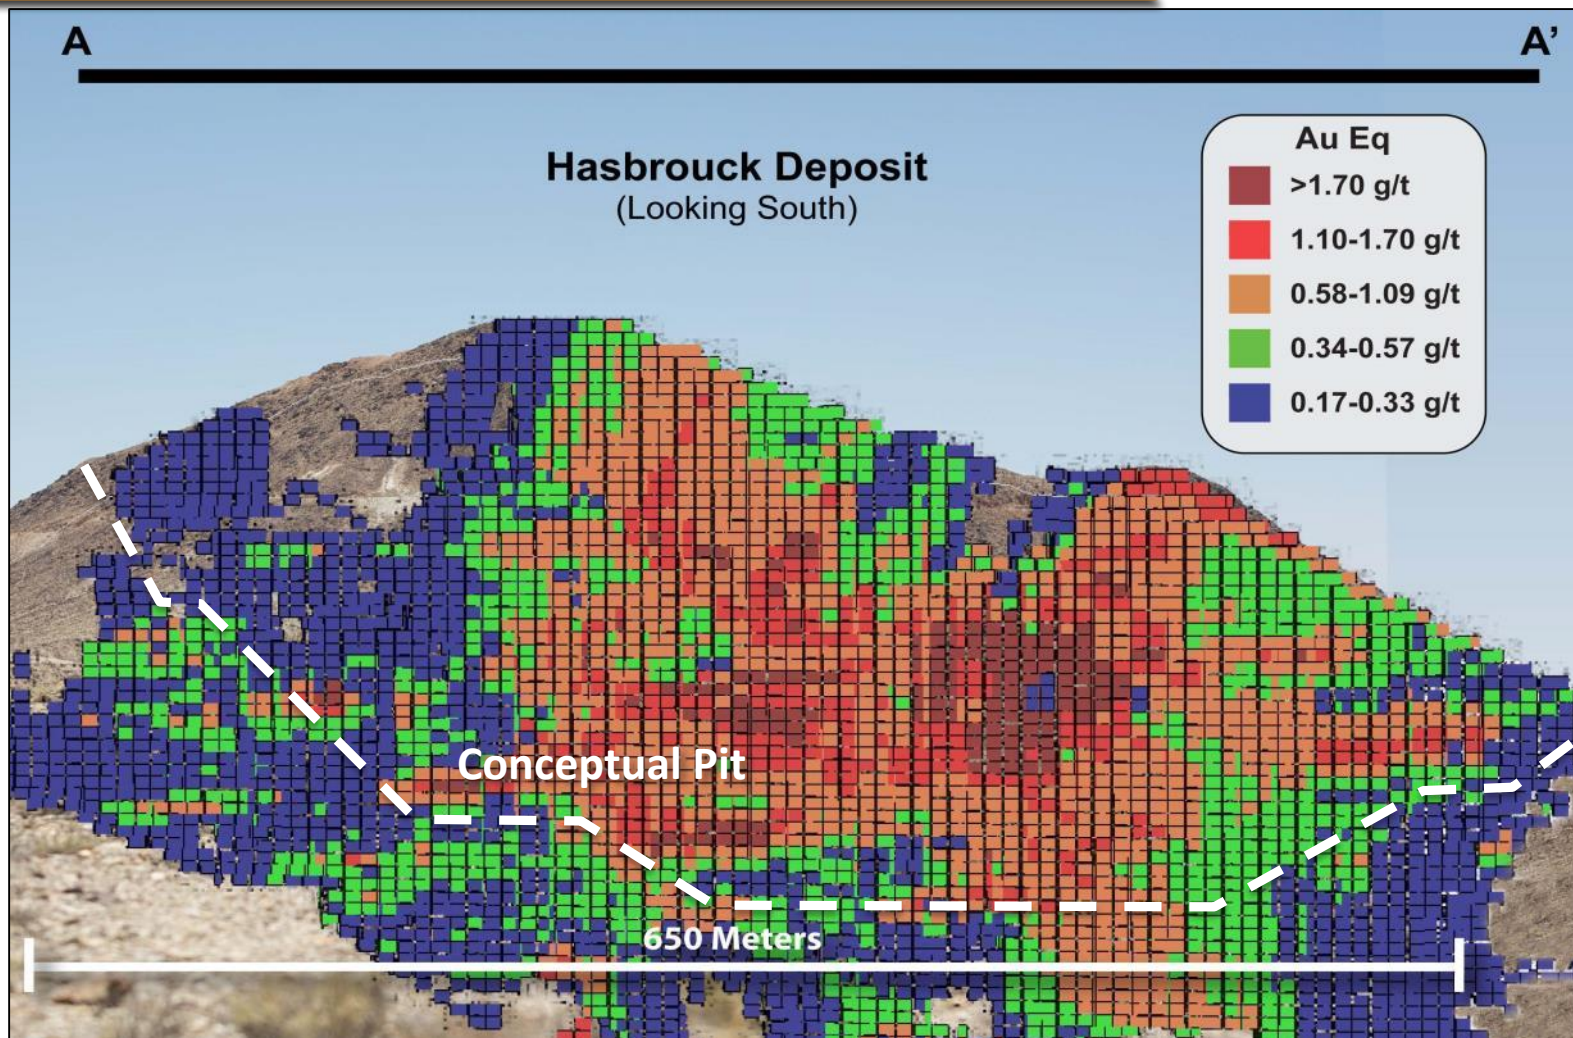 A A’
Hasbrouck Deposit
(Looking South)
Au Eq
>1.70 g/t
1.10-1.70 g/t
0.58-1.09 g/t
0.34-0.57 g/t
0.17-0.33 g/t
Conceptual Pit
650 Meters